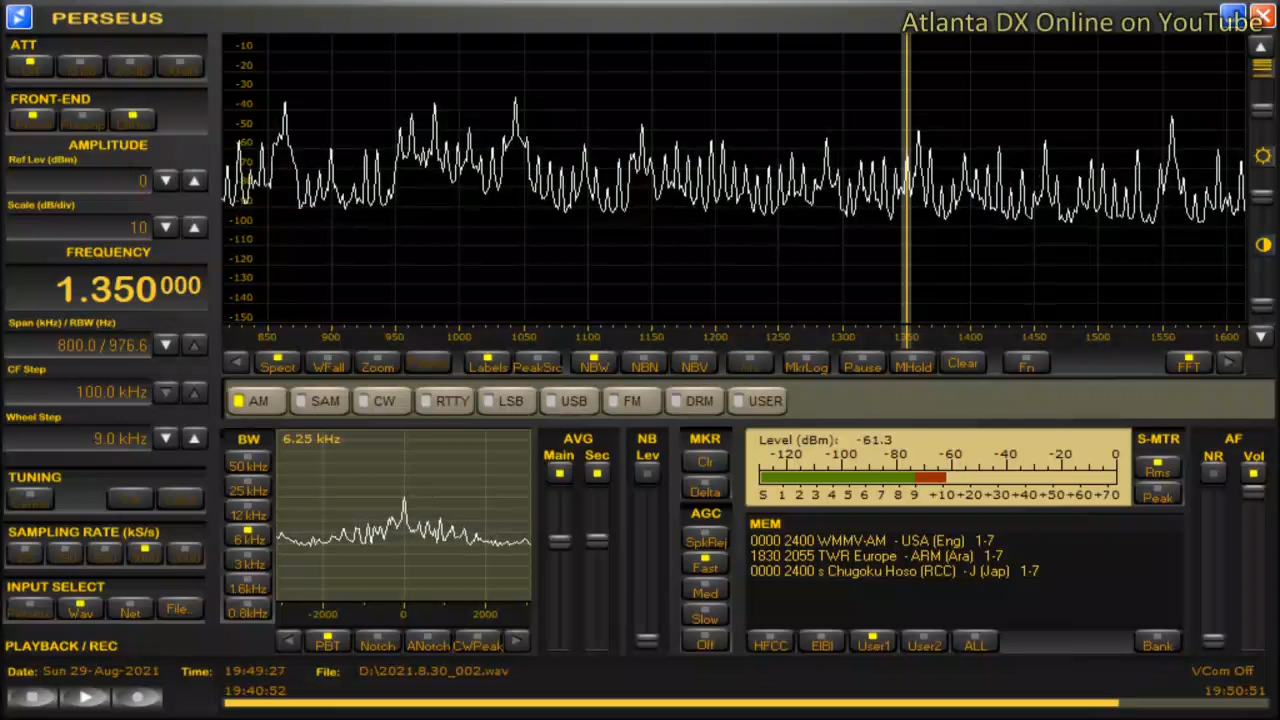 PERSEUS
Atlanta DX Online on YouTube
ATT
FRONT-END
AMPLITUDE
Ref Lev (dBm)
0
Scale (dB/div)
10
FREQUENCY
1.350000
Span (kHz) / RBW (Hz)
800.0 / 976.6
CF Step
100.0 kHz
Wheel Step
9.0 kHz
TUNING
SAMPLING RATE (kS/s)
INPUT SELECT
Wav Net File..
PLAYBACK / REC
-10
-20
-30
-40
-50
-60
-70
-80
-90
-100
-110
-120
-130
-140
-150
850 900 950 1000 1050 1100 1150 1200 1250 1300 1350 1400 1450 1500 1550 1600
Spect WFall Zoom Labels PeakSrc NBW NBN NBV MkrLog Pause MHold Clear Fn FFT
AM SAM CW RTTY LSB USB FM DRM USER
BW
50 kHz
25 kHz
12 kHz
6 kHz
3 kHz
1.6kHz
0.8kHz
6.25 kHz
-2000 0 2000
PBT Notch ANotch CWPeak
AVG
Main Sec
NB
Lev
MKR
Clr
Delta
AGC
SpkRej
Fast
Med
Slow
Off
Level (dBm): -61.3
-120 -100 -80 -60 -40 -20 0
S 1 2 3 4 5 6 7 8 9 +10 +20 +30 +40 +50 +60 +70
S-MTR
Rms
Peak
AF
NR Vol
MEM
0000 2400 WMMV-AM - USA (Eng) 1-7
1830 2055 TWR Europe - ARM (Ara) 1-7
0000 2400 s Chugoku Hoso (RCC) - J (Jap) 1-7
HFCC EIBI User1 User2 ALL Bank
Date: Sun 29-Aug-2021 Time: 19:49:27 File: D:\2021.8.30_002.wav VCom Off
19:40:52 19:50:51